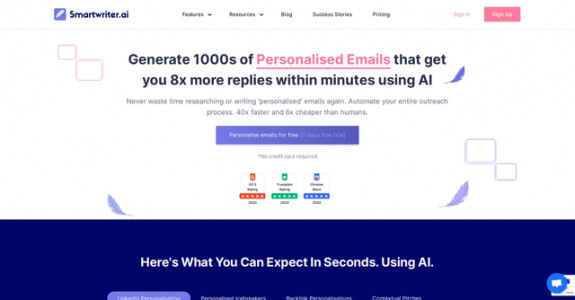 Smartwriter.ai
Features
Resources
Blog
Success Stories
Pricing
Sign In
Sign Up
Generate 1000s of Personalised Emails that get
you 8x more replies within minutes using AI
Never waste time researching or writing 'personalised' emails again. Automate your entire outreach
process. 40x faster and 6x cheaper than humans.
Personalise emails for free (7-days free trial)
*No credit card required
Rating
2022
Trustpilot
Rating
2022
Chrome
Store
2022
Here's What You Can Expect In Seconds. Using AI.
LinkedIn Personalisation
Personalised Icebreakers
Backlink Personalisations
Contextual Pitches